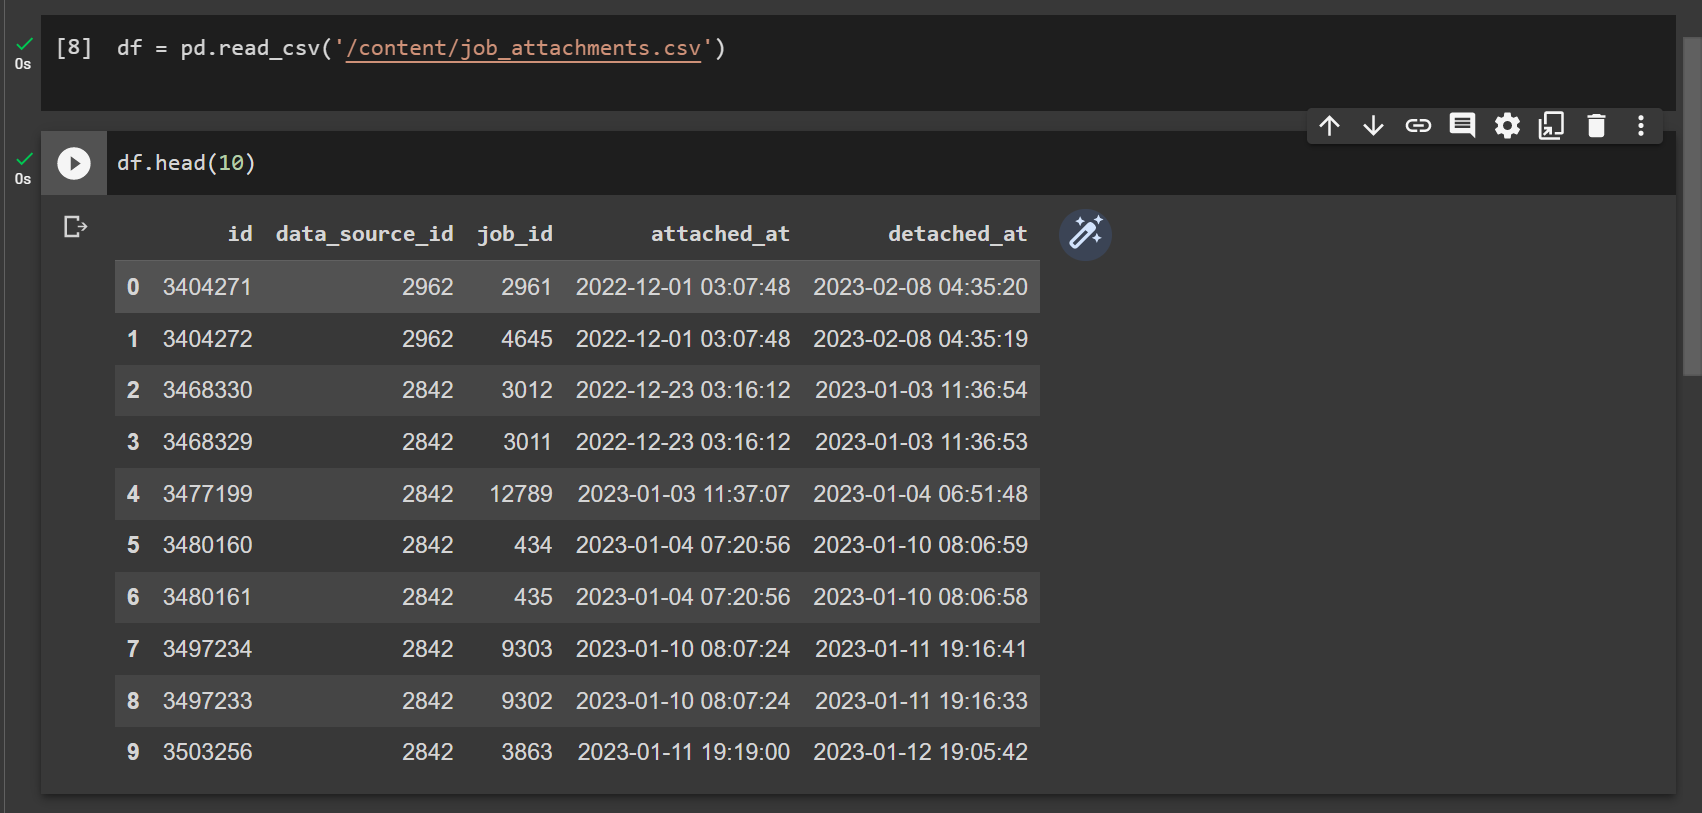 [8] df = pd.read_csv('/content/job_attachments.csv')
0s
df.head(10)
0s
id data_source_id job_id attached_at detached_at
0 3404271 2962 2961 2022-12-01 03:07:48 2023-02-08 04:35:20
1 3404272 2962 4645 2022-12-01 03:07:48 2023-02-08 04:35:19
2 3468330 2842 3012 2022-12-23 03:16:12 2023-01-03 11:36:54
3 3468329 2842 3011 2022-12-23 03:16:12 2023-01-03 11:36:53
4 3477199 2842 12789 2023-01-03 11:37:07 2023-01-04 06:51:48
5 3480160 2842 434 2023-01-04 07:20:56 2023-01-10 08:06:59
6 3480161 2842 435 2023-01-04 07:20:56 2023-01-10 08:06:58
7 3497234 2842 9303 2023-01-10 08:07:24 2023-01-11 19:16:41
8 3497233 2842 9302 2023-01-10 08:07:24 2023-01-11 19:16:33
9 3503256 2842 3863 2023-01-11 19:19:00 2023-01-12 19:05:42